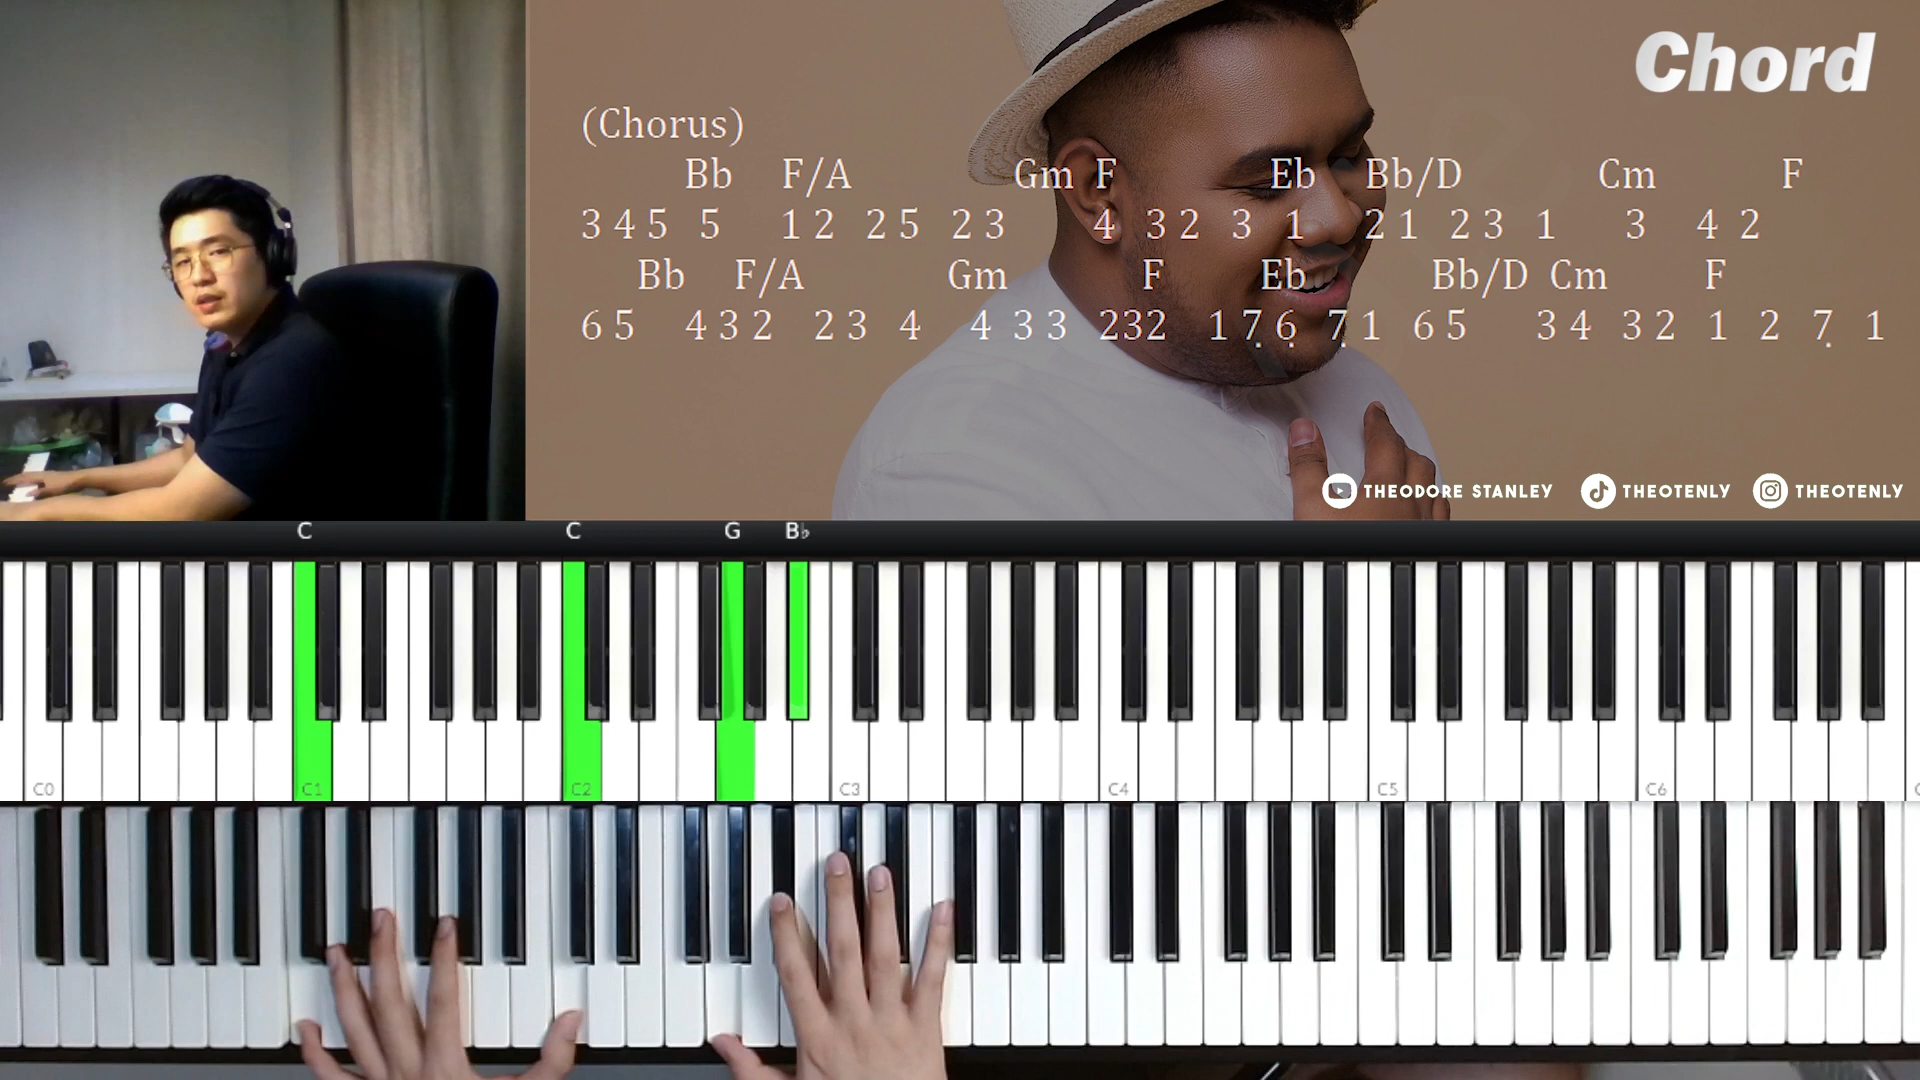 Chord
(Chorus)
Bb F/A Gm F Eb Bb/D Cm F
3 4 5 5 1 2 2 5 2 3 4 3 2 3 1 2 1 2 3 1 3 4 2
Bb F/A Gm F Eb Bb/D Cm F
6 5 4 3 2 2 3 4 4 3 3 232 1 7̣ 6̣ 7̣ 1 6 5 3 4 3 2 1 2 7̣ 1
THEODORE STANLEY THEOTENLY THEOTENLY
C C G B♭
C0 C1 C2 C3 C4 C5 C6